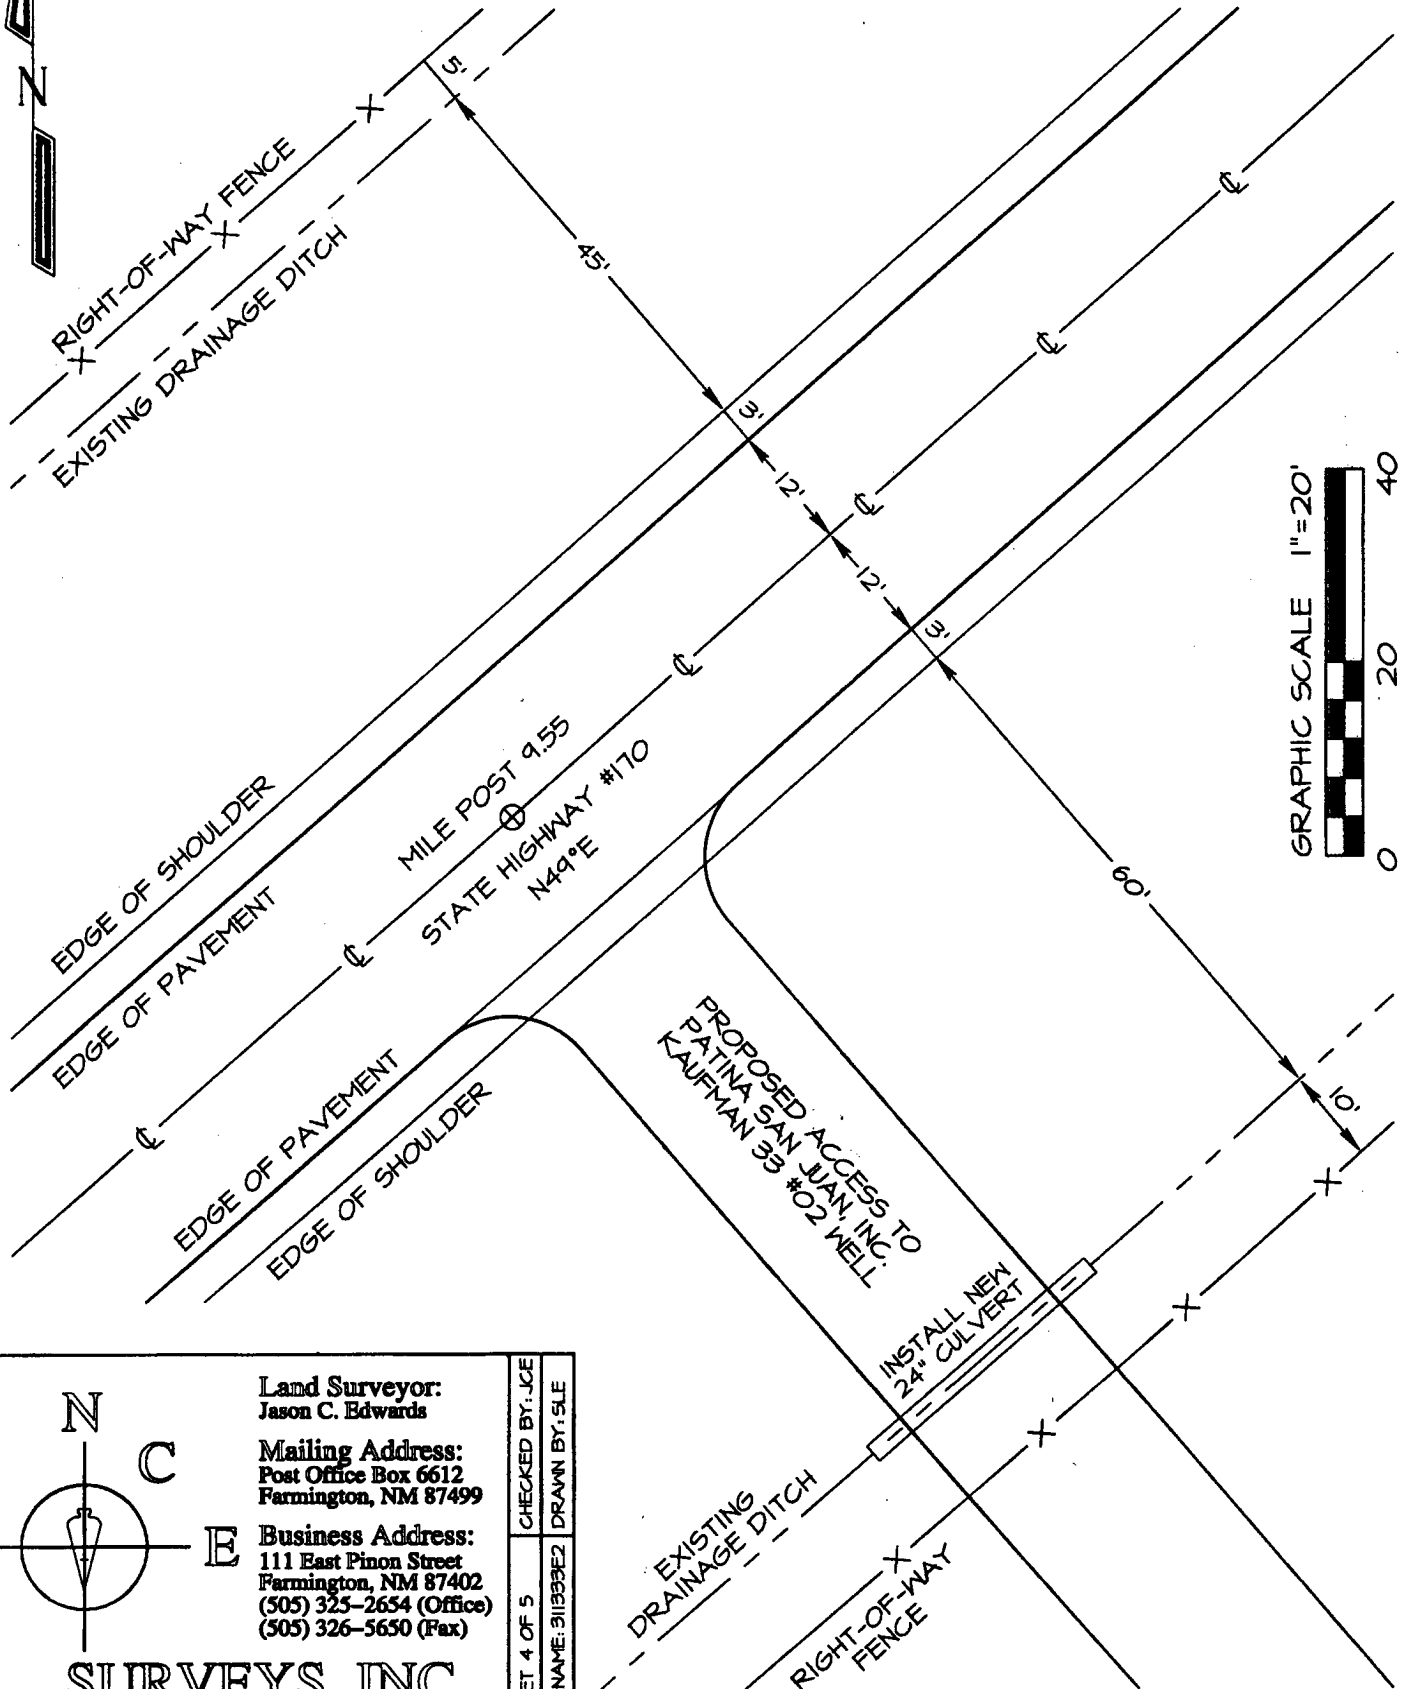 N
5'
RIGHT-OF-WAY FENCE
EXISTING DRAINAGE DITCH
45'
3'
12'
℄
12'
3'
℄
℄
℄
GRAPHIC SCALE 1"=20'
0 20 40
MILE POST 9.55
STATE HIGHWAY #170
N49°E
EDGE OF SHOULDER
EDGE OF PAVEMENT
℄
℄
60'
EDGE OF PAVEMENT
EDGE OF SHOULDER
PROPOSED ACCESS TO
PATINA SAN JUAN, INC.
KAUFMAN 33 #02 WELL
10'
INSTALL NEW
24" CULVERT
EXISTING
DRAINAGE DITCH
RIGHT-OF-WAY
FENCE
N
C
E
SURVEYS, INC
Land Surveyor:
Jason C. Edwards
Mailing Address:
Post Office Box 6612
Farmington, NM 87499
Business Address:
111 East Pinon Street
Farmington, NM 87402
(505) 325-2654 (Office)
(505) 326-5650 (Fax)
CHECKED BY: JCE
DRAWN BY: SLE
ET 4 OF 5
NAME: 311333E2